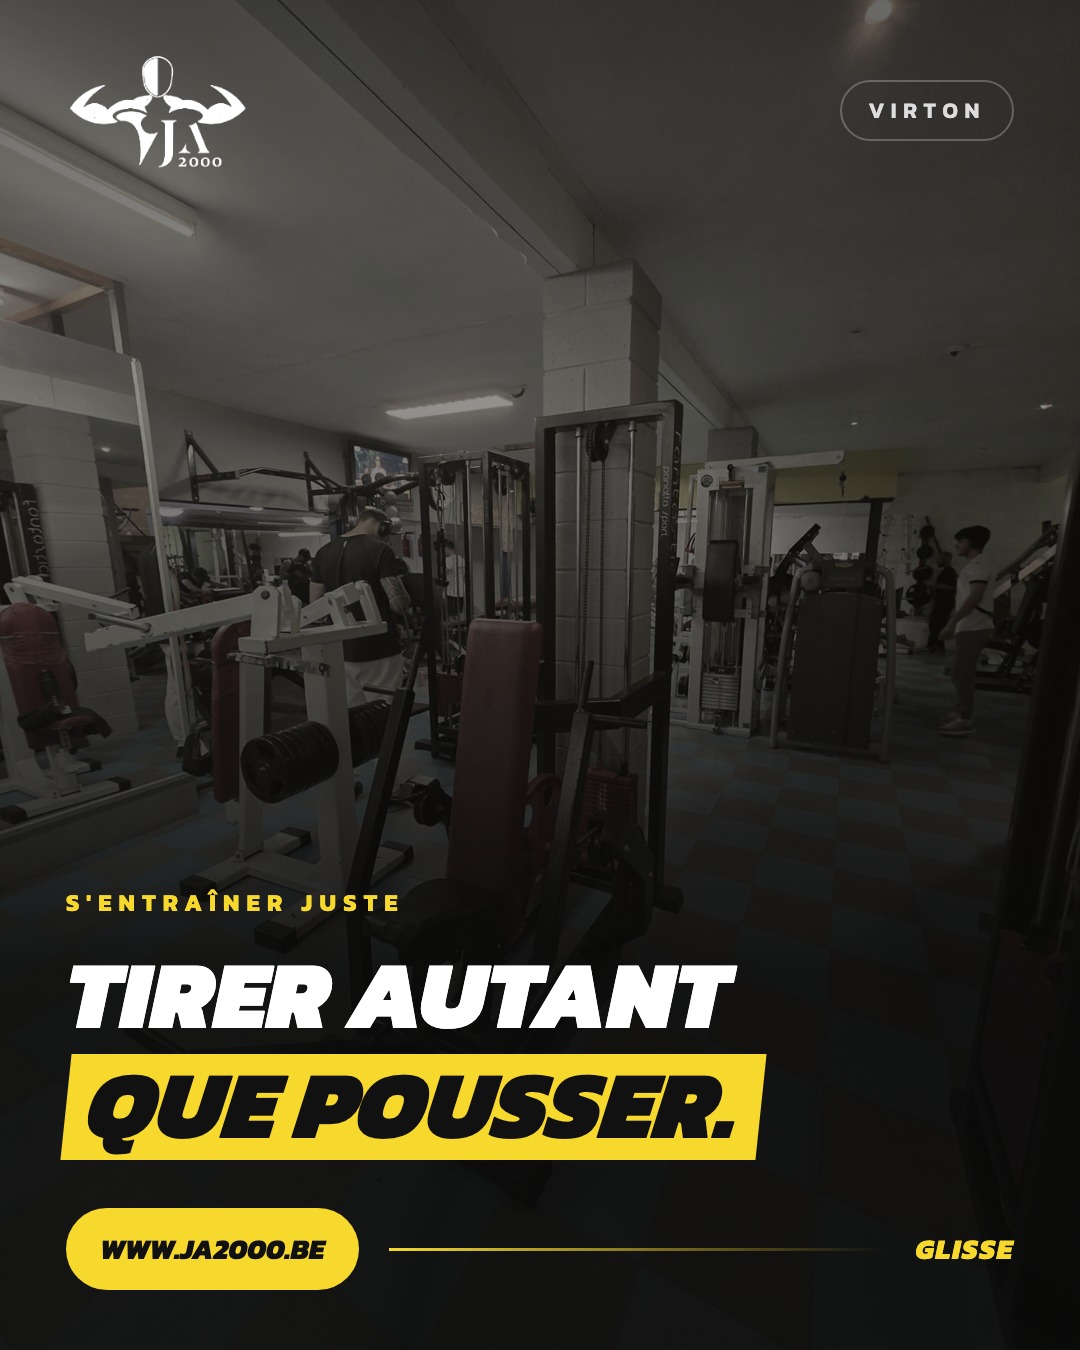 JA
2000
VIRTON
S'ENTRAÎNER JUSTE
TIRER AUTANT
QUE POUSSER.
WWW.JA2000.BE
GLISSE